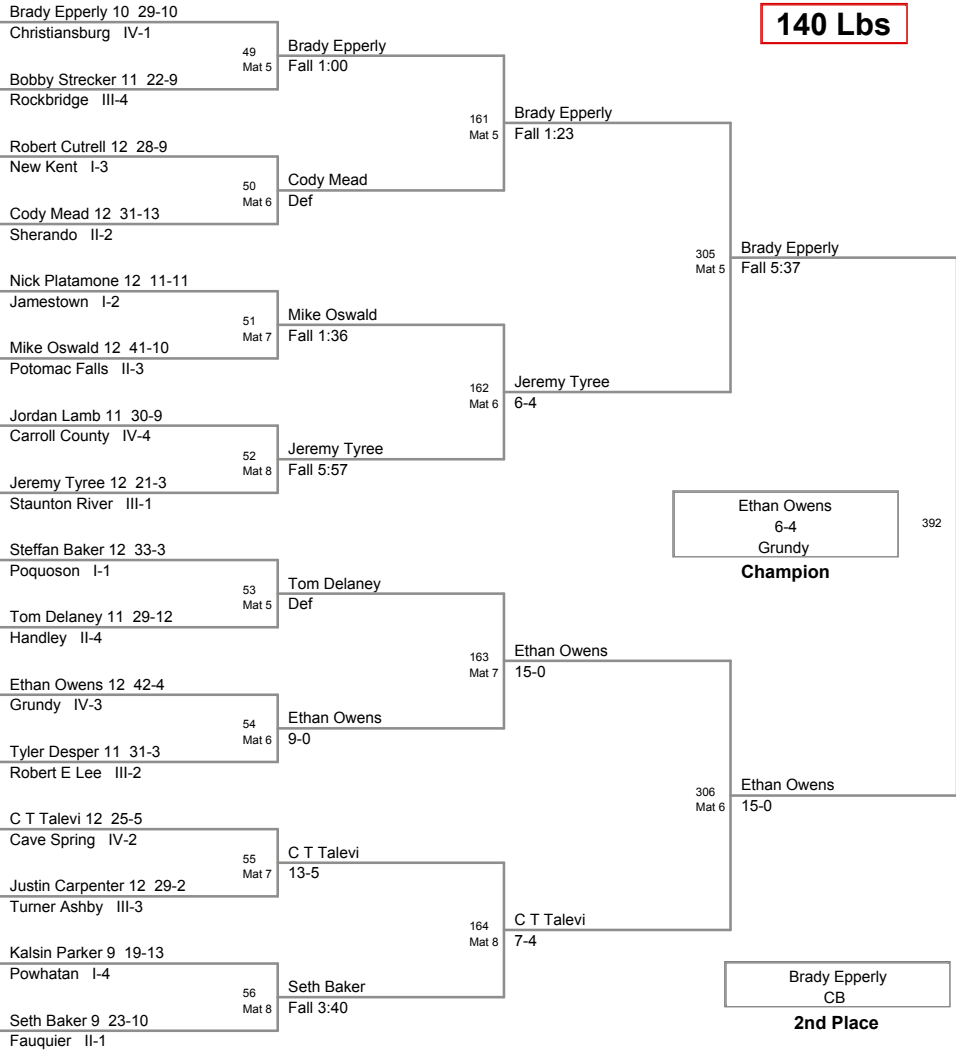 140 Lbs
Brady Epperly 10 29-10
Christiansburg IV-1
49
Mat 5
Bobby Strecker 11 22-9
Rockbridge III-4
Robert Cutrell 12 28-9
New Kent I-3
50
Mat 6
Cody Mead 12 31-13
Sherando II-2
Nick Platamone 12 11-11
Jamestown I-2
51
Mat 7
Mike Oswald 12 41-10
Potomac Falls II-3
Jordan Lamb 11 30-9
Carroll County IV-4
52
Mat 8
Jeremy Tyree 12 21-3
Staunton River III-1
Steffan Baker 12 33-3
Poquoson I-1
53
Mat 5
Tom Delaney 11 29-12
Handley II-4
Ethan Owens 12 42-4
Grundy IV-3
54
Mat 6
Tyler Desper 11 31-3
Robert E Lee III-2
C T Talevi 12 25-5
Cave Spring IV-2
55
Mat 7
Justin Carpenter 12 29-2
Turner Ashby III-3
Kalsin Parker 9 19-13
Powhatan I-4
56
Mat 8
Seth Baker 9 23-10
Fauquier II-1
Brady Epperly
Fall 1:00
161
Mat 5
Cody Mead
Def
Mike Oswald
Fall 1:36
162
Mat 6
Jeremy Tyree
Fall 5:57
Tom Delaney
Def
163
Mat 7
Ethan Owens
9-0
C T Talevi
13-5
164
Mat 8
Seth Baker
Fall 3:40
Brady Epperly
Fall 1:23
305
Mat 5
Jeremy Tyree
6-4
Ethan Owens
15-0
306
Mat 6
C T Talevi
7-4
Brady Epperly
Fall 5:37
Ethan Owens
6-4
Grundy
Champion
392
Ethan Owens
15-0
Brady Epperly
CB
2nd Place